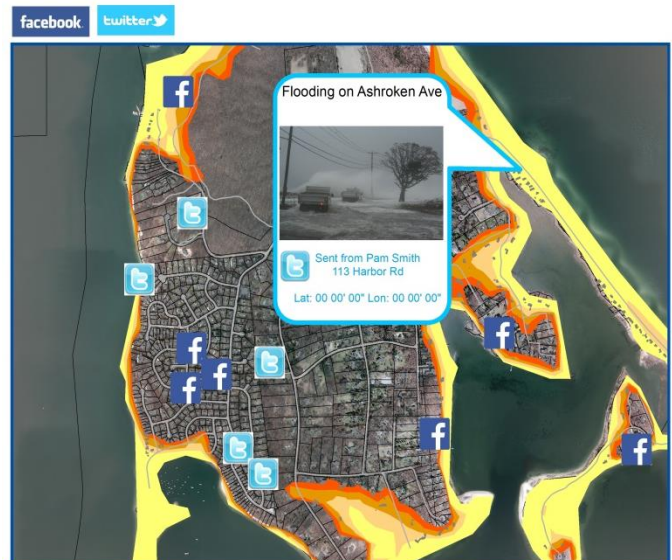 facebook.
twitter
Flooding on Ashroken Ave
Sent from Pam Smith
113 Harbor Rd
Lat: 00 00' 00" Lon: 00 00' 00"